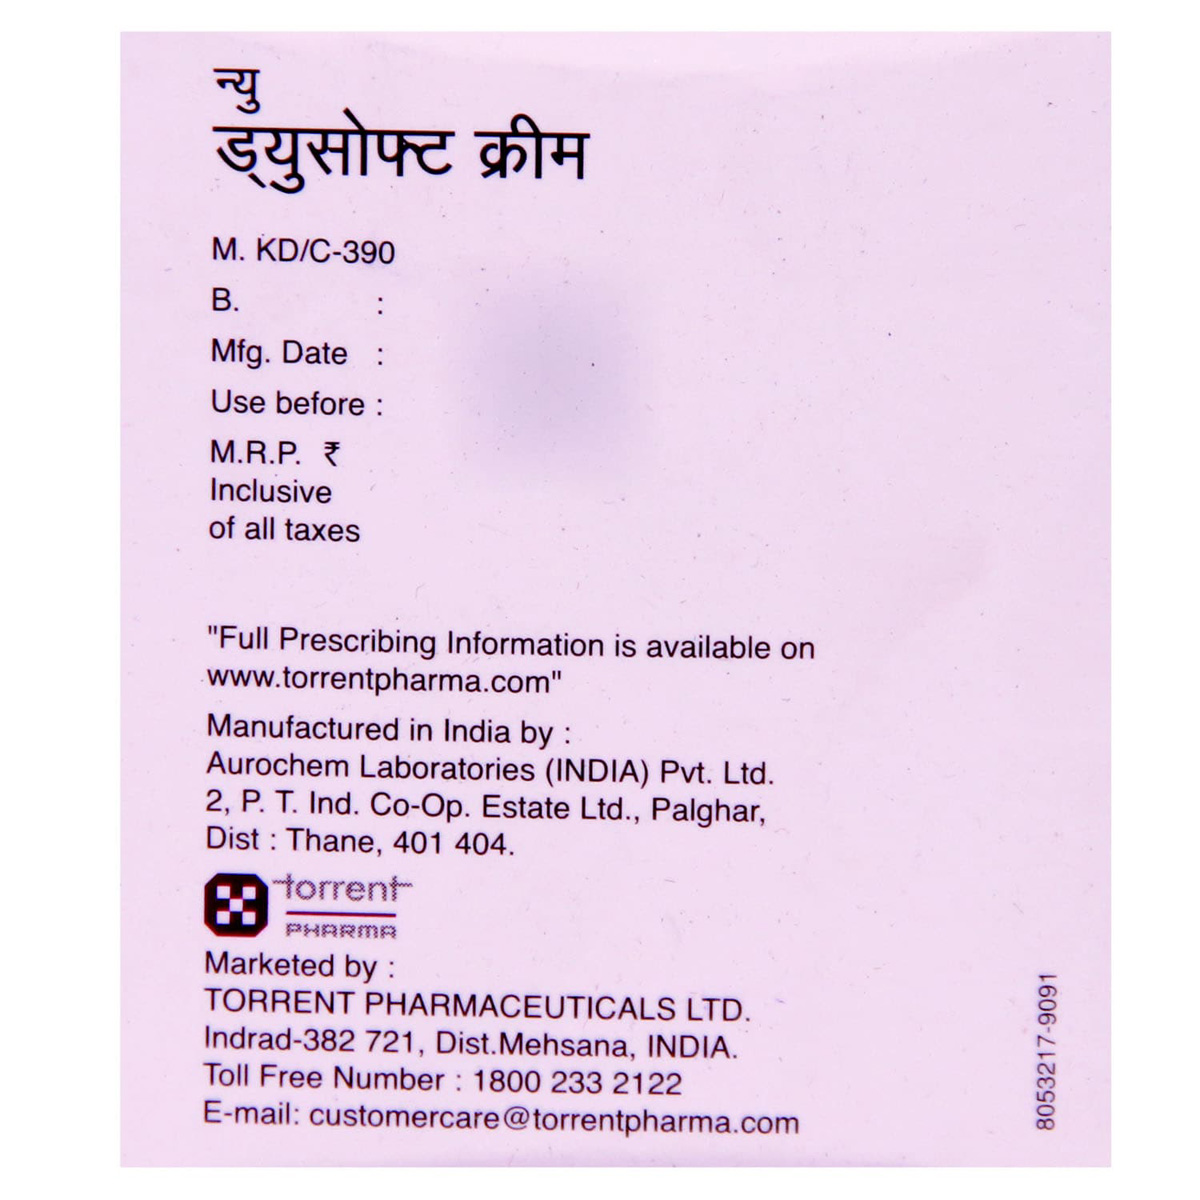 न्यु
ड्युसोफ्ट क्रीम
M. KD/C-390
B. :
Mfg. Date :
Use before :
M.R.P. ₹
Inclusive
of all taxes
"Full Prescribing Information is available on
www.torrentpharma.com"
Manufactured in India by :
Aurochem Laboratories (INDIA) Pvt. Ltd.
2, P. T. Ind. Co-Op. Estate Ltd., Palghar,
Dist : Thane, 401 404.
torrent
PHARMA
Marketed by :
TORRENT PHARMACEUTICALS LTD.
Indrad-382 721, Dist.Mehsana, INDIA.
Toll Free Number : 1800 233 2122
E-mail: customercare@torrentpharma.com
8053217-9091